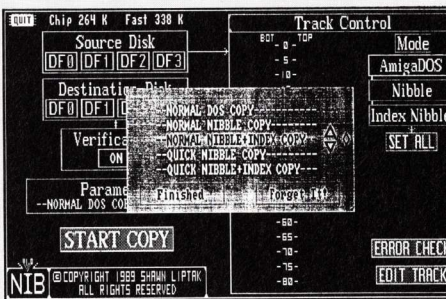 QUIT Chip 264 K Fast 338 K
Source Disk
DF0 DF1 DF2 DF3
Destination Disk
DF0 DF1
Verifica
ON
Parame
--NORMAL DOS CO
START COPY
NIB
© COPYRIGHT 1989 SHAWN LIPTAK
ALL RIGHTS RESERVED
--NORMAL DOS COPY---------
--NORMAL NIBBLE COPY------
--NORMAL NIBBLE+INDEX COPY--
--QUICK NIBBLE COPY-------
--QUICK NIBBLE+INDEX COPY---
Finished
Forget It!
Track Control
BOT TOP
- 0 -
- 5 -
-10-
-60-
-65-
-70-
-75-
-80-
Mode
AmigaDOS
Nibble
Index Nibble
SET ALL
ERROR CHECK
EDIT TRACK